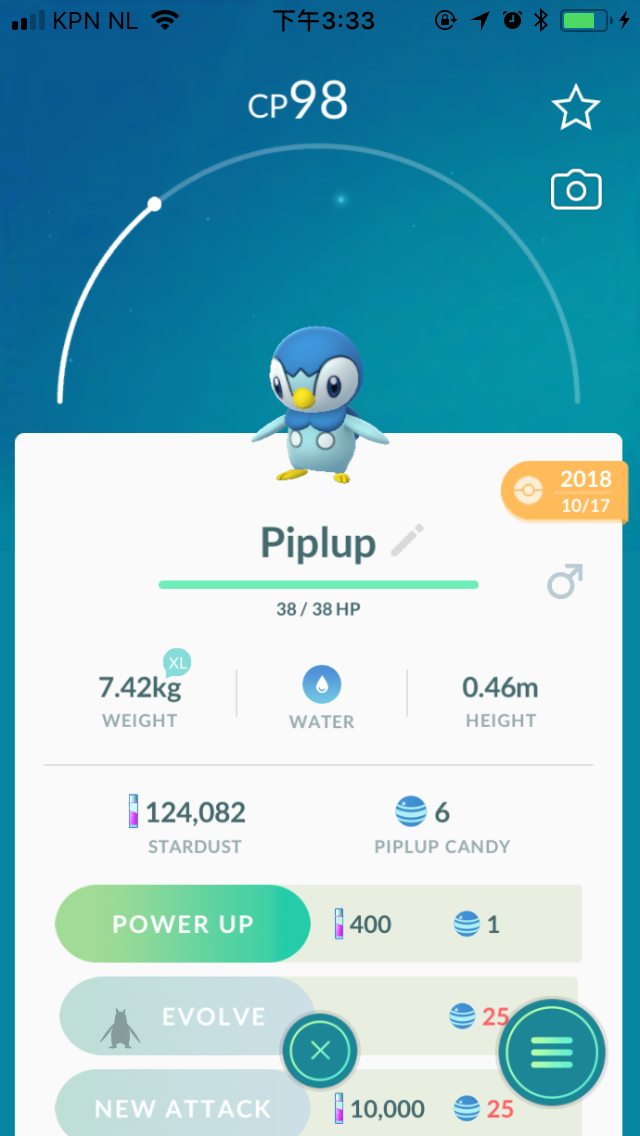 KPN NL 下午3:33
CP98
2018
10/17
Piplup
38 / 38 HP
XL
7.42kg 0.46m
WEIGHT WATER HEIGHT
124,082 6
STARDUST PIPLUP CANDY
POWER UP 400 1
EVOLVE 25
NEW ATTACK 10,000 25